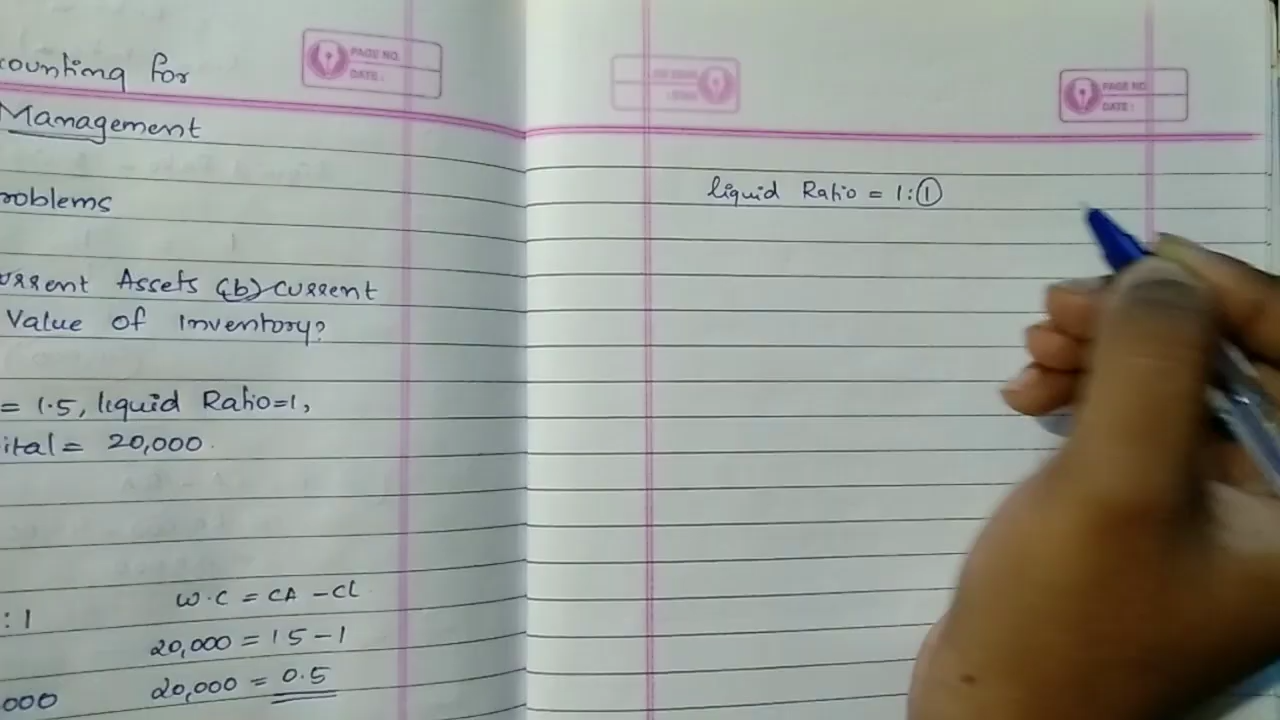 counting for
PAGE NO.
DATE :
Management
roblems
urrent Assets (b) Current
Value of Inventory?
= 1.5, liquid Ratio=1,
ital = 20,000.
: 1
W.C = CA - CL
20,000 = 15 - 1
20,000 = 0.5
000
PAGE NO.
DATE :
liquid Ratio = 1:1